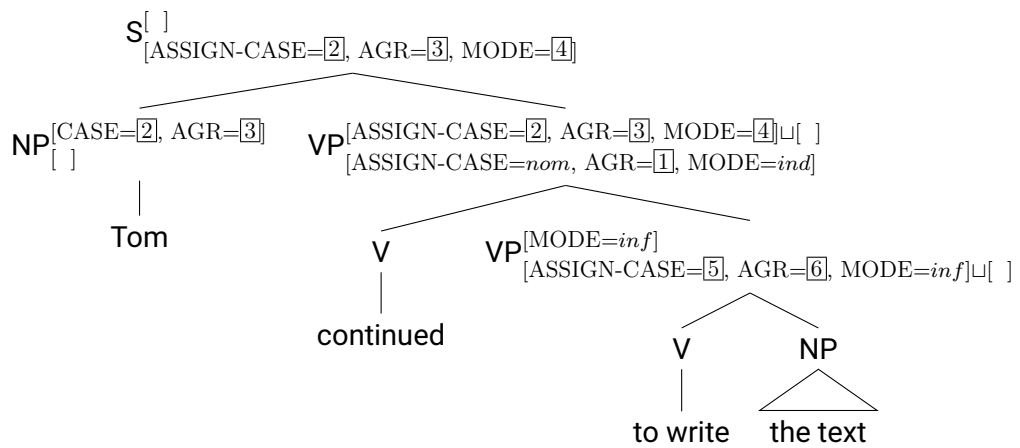 S[ ]
[ASSIGN-CASE=2, AGR=3, MODE=4]
NP[CASE=2, AGR=3]
[ ]
VP[ASSIGN-CASE=2, AGR=3, MODE=4]⊔[ ]
[ASSIGN-CASE=nom, AGR=1, MODE=ind]
Tom
V
VP[MODE=inf]
[ASSIGN-CASE=5, AGR=6, MODE=inf]⊔[ ]
continued
V NP
to write the text